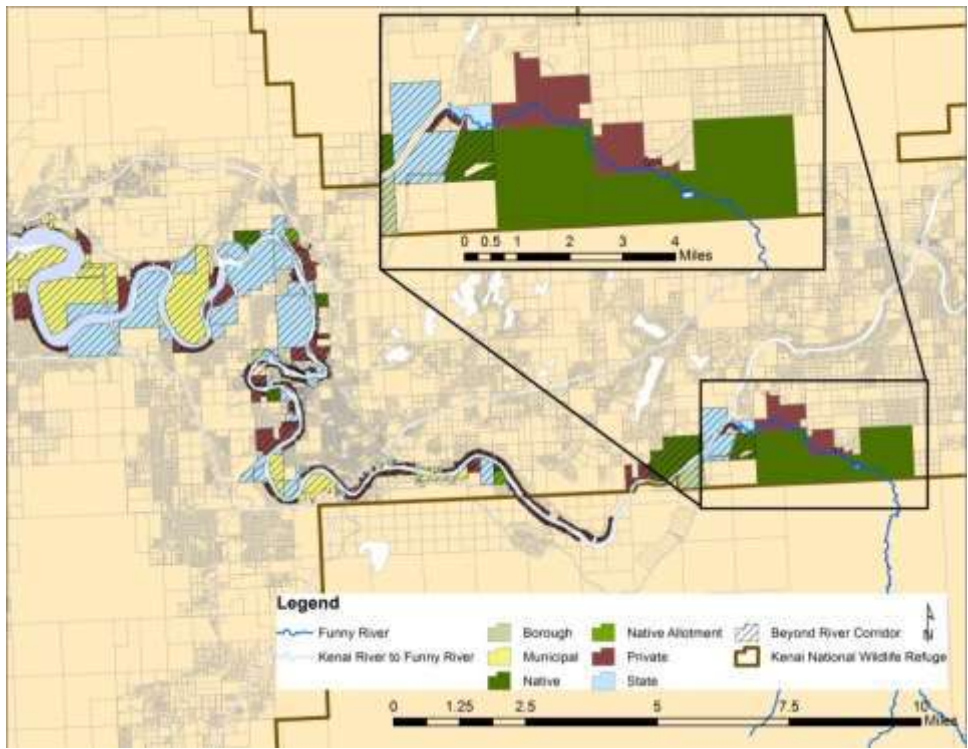 0 0.5 1 2 3 4
Miles
Legend
Funny River
Kenai River to Funny River
Borough
Municipal
Native
Native Allotment
Private
State
Beyond River Corridor
Kenai National Wildlife Refuge
N
0 1.25 2.5 5 7.5 10
Miles